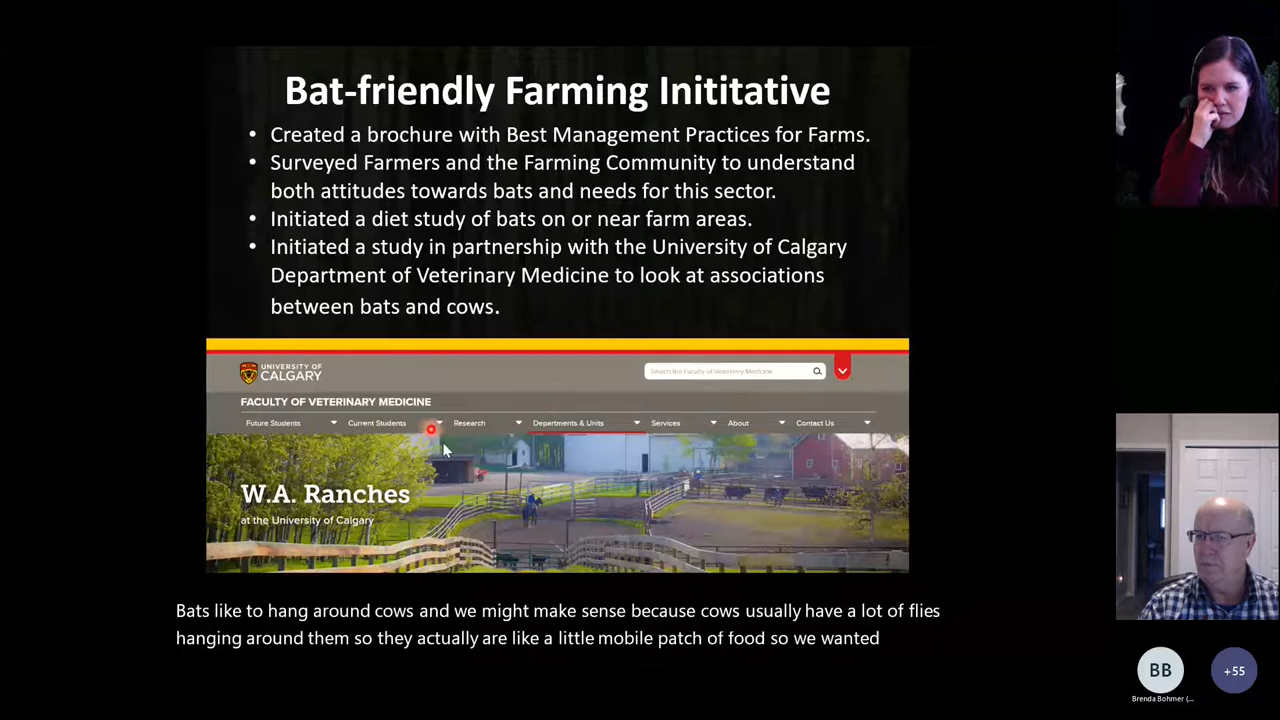 Bat-friendly Farming Inititative
• Created a brochure with Best Management Practices for Farms.
• Surveyed Farmers and the Farming Community to understand
both attitudes towards bats and needs for this sector.
• Initiated a diet study of bats on or near farm areas.
• Initiated a study in partnership with the University of Calgary
Department of Veterinary Medicine to look at associations
between bats and cows.
UNIVERSITY OF
CALGARY
Search the Faculty of Veterinary Medicine
FACULTY OF VETERINARY MEDICINE
Future Students Current Students Research Departments & Units Services About Contact Us
W.A. Ranches
at the University of Calgary
Bats like to hang around cows and we might make sense because cows usually have a lot of flies
hanging around them so they actually are like a little mobile patch of food so we wanted
BB
+55
Brenda Bohmer (...